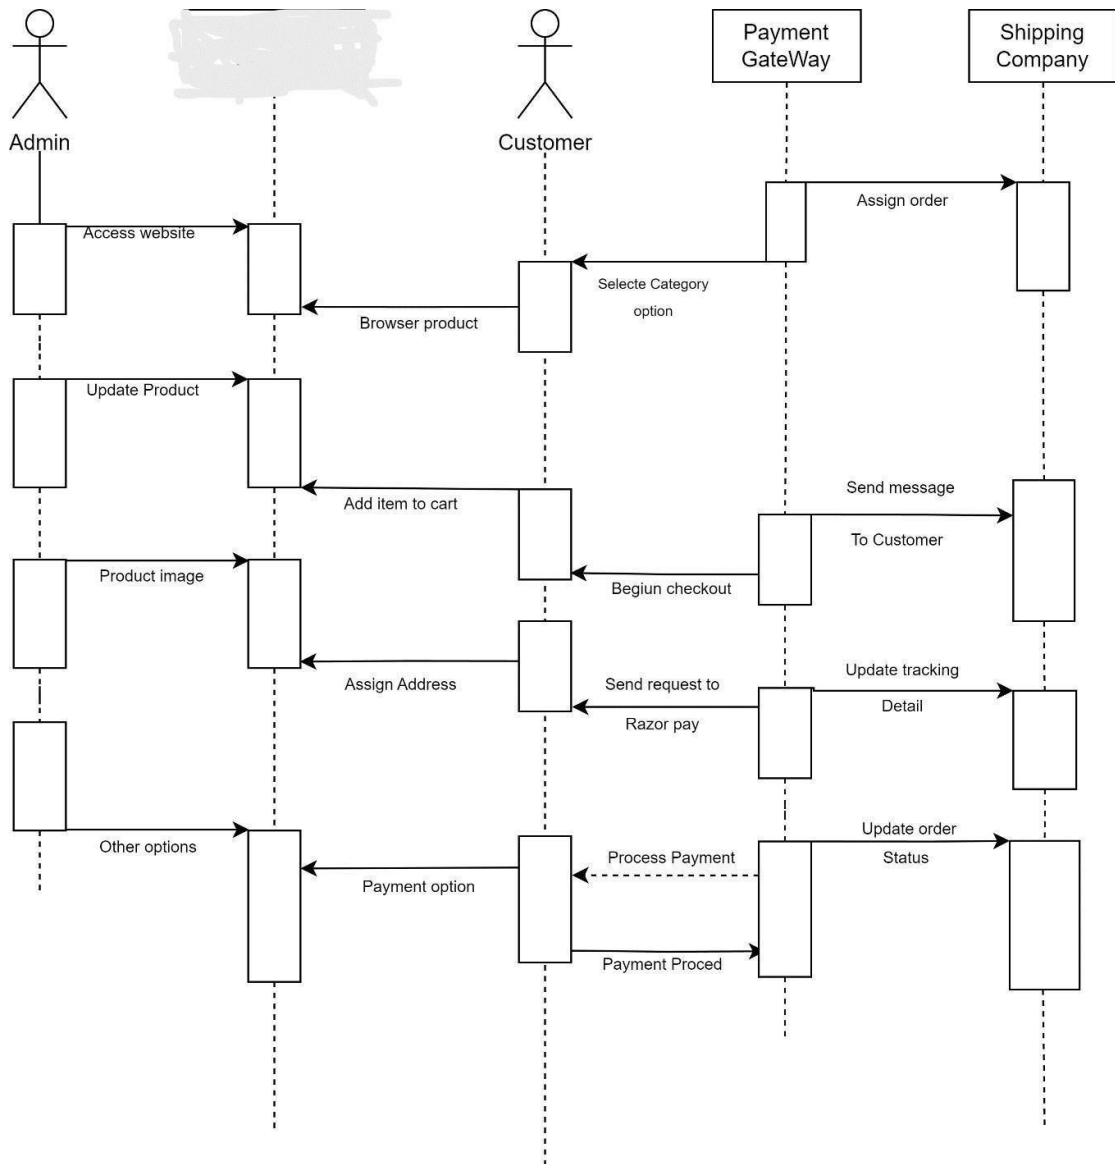 Payment
GateWay
Shipping
Company
Admin
Customer
Assign order
Access website
Selecte Category
option
Browser product
Update Product
Send message
Add item to cart
To Customer
Product image
Begiun checkout
Update tracking
Assign Address
Send request to
Detail
Razor pay
Update order
Other options
Process Payment
Status
Payment option
Payment Proced